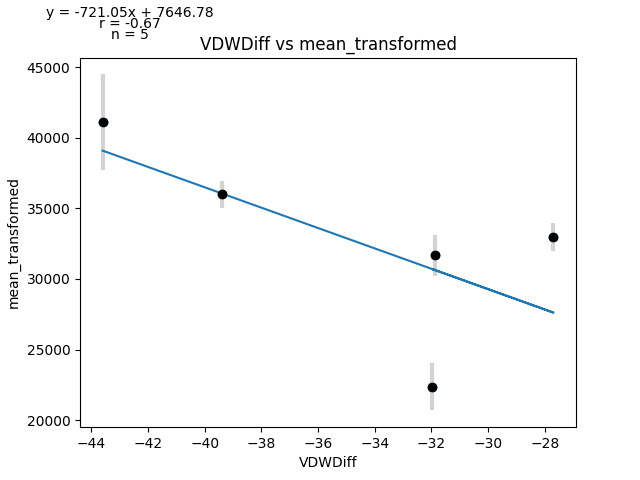 y = -721.05x + 7646.78
r = -0.67
n = 5
VDWDiff vs mean_transformed
45000
40000
35000
30000
25000
20000
mean_transformed
−44 −42 −40 −38 −36 −34 −32 −30 −28
VDWDiff